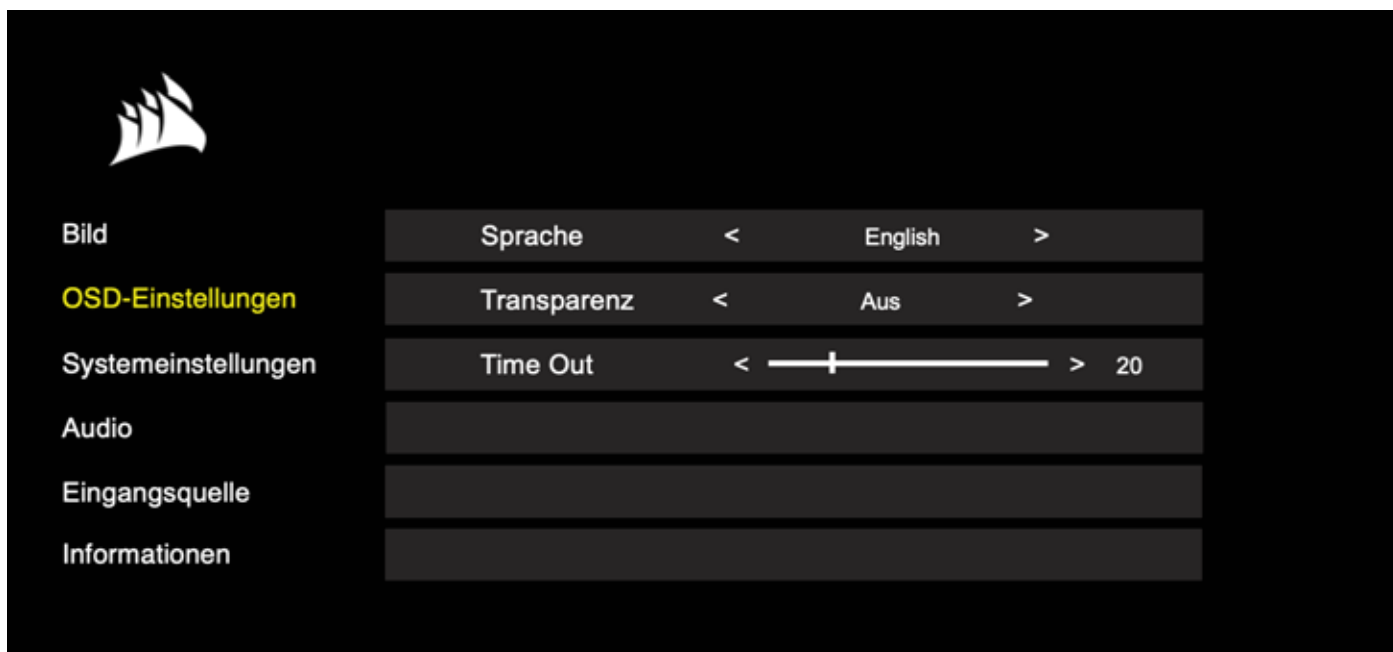 Bild
Sprache < English >
OSD-Einstellungen
Transparenz < Aus >
Systemeinstellungen
Time Out < > 20
Audio
Eingangsquelle
Informationen